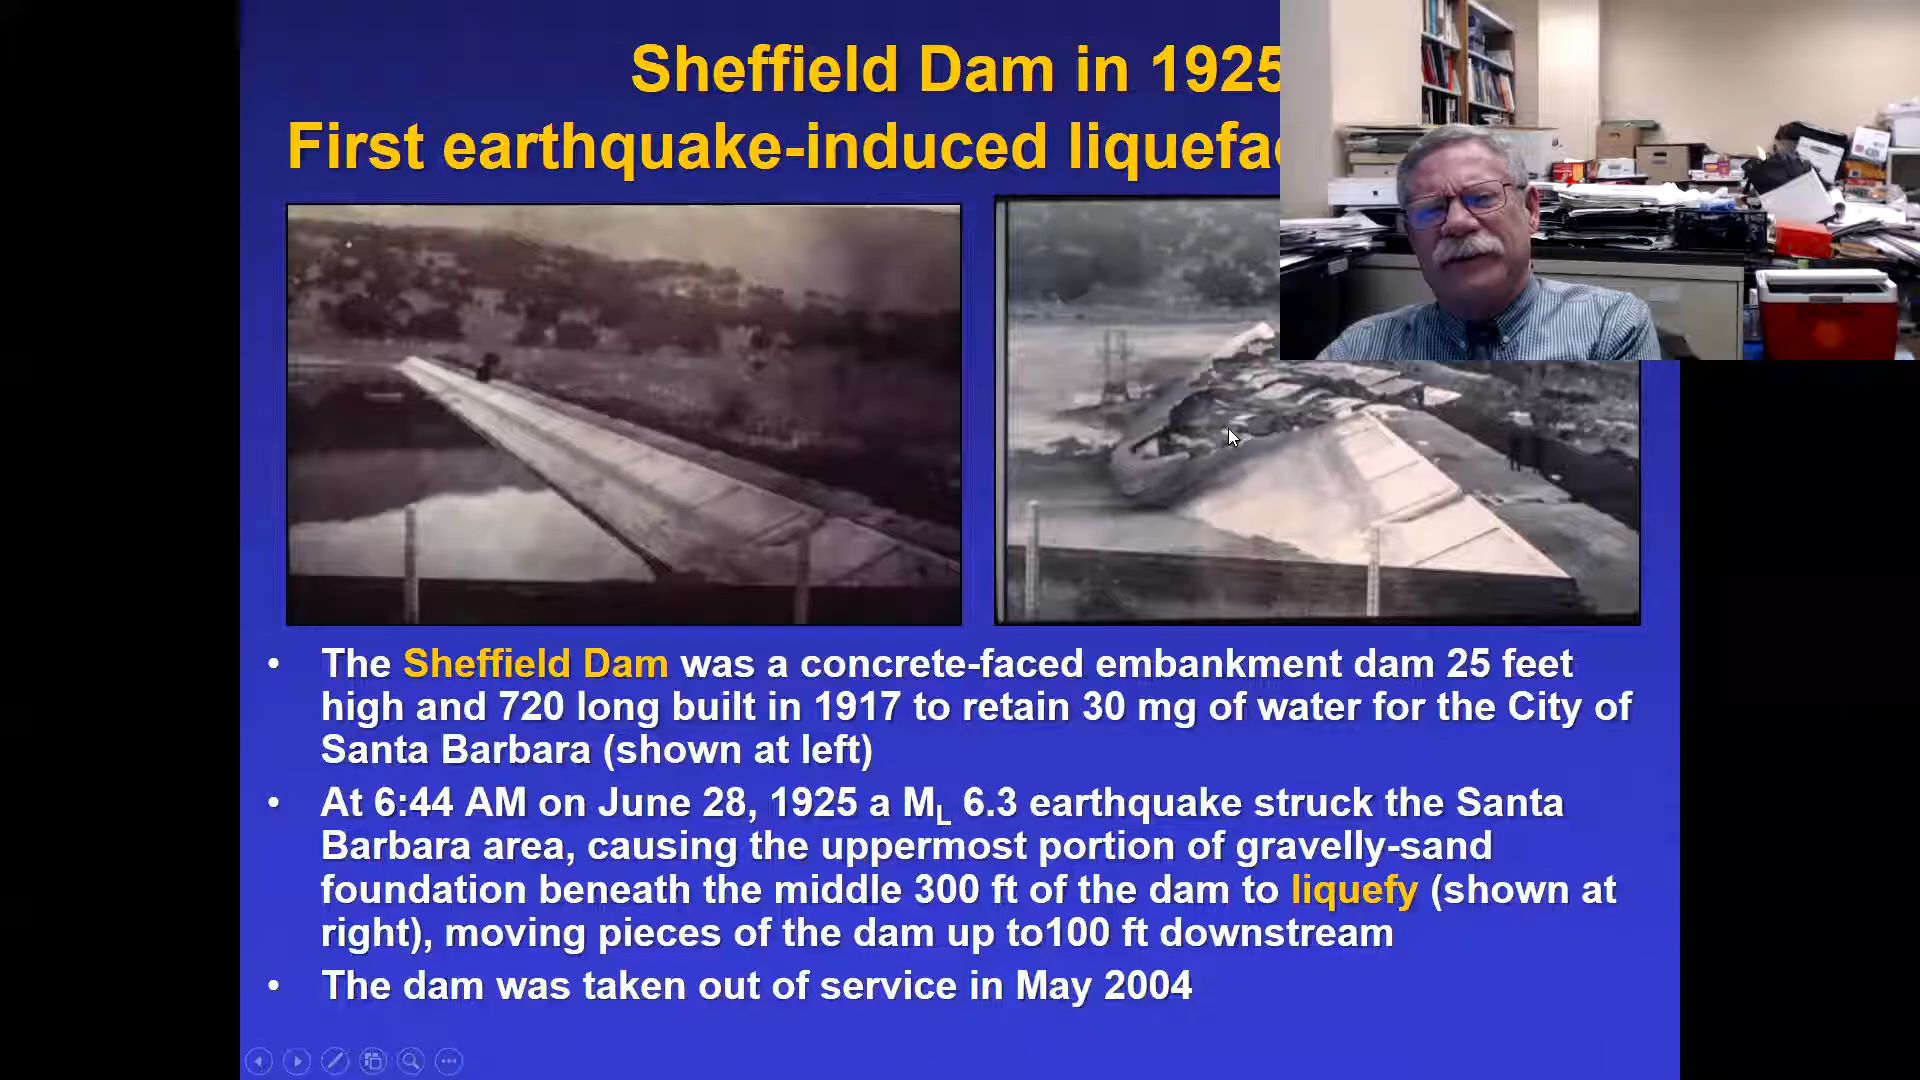 Sheffield Dam in 1925
First earthquake-induced
• The Sheffield Dam was a concrete-faced embankment dam 25 feet
high and 720 long built in 1917 to retain 30 mg of water for the City of
Santa Barbara (shown at left)
• At 6:44 AM on June 28, 1925 a ML 6.3 earthquake struck the Santa
Barbara area, causing the uppermost portion of gravelly-sand
foundation beneath the middle 300 ft of the dam to liquefy (shown at
right), moving pieces of the dam up to100 ft downstream
• The dam was taken out of service in May 2004